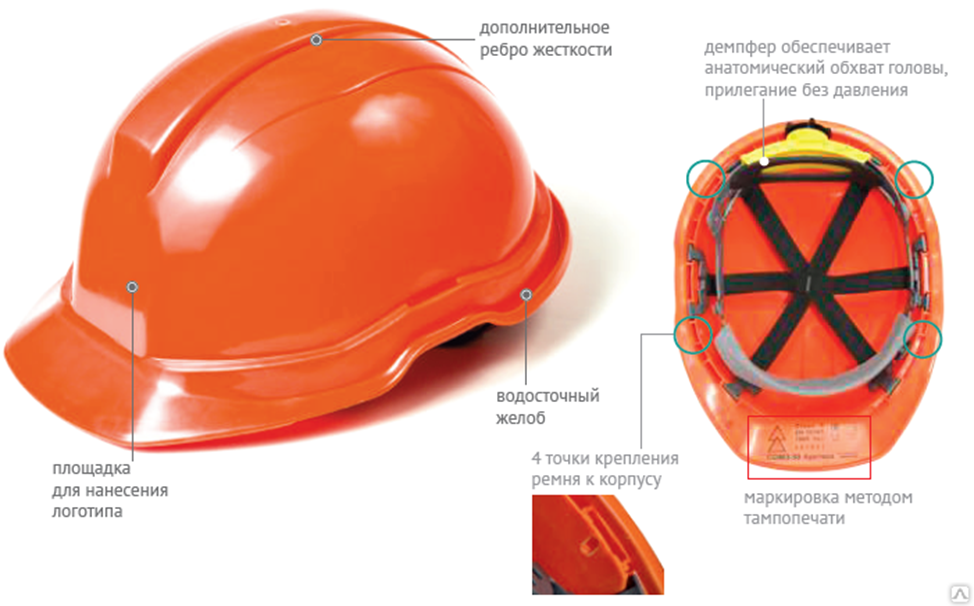 дополнительное
ребро жесткости
демпфер обеспечивает
анатомический обхват головы,
прилегание без давления
водосточный
желоб
4 точки крепления
ремня к корпусу
площадка
для нанесения
логотипа
маркировка методом
тампопечати